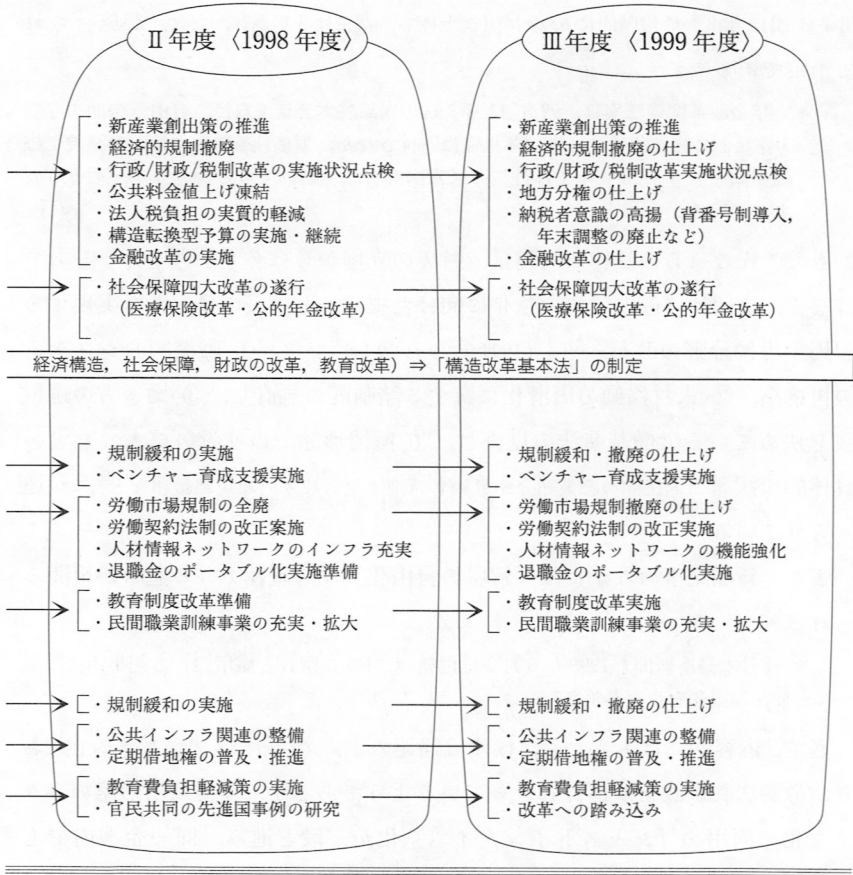 Ⅱ年度〈1998年度〉
・新産業創出策の推進
・経済的規制撤廃
・行政/財政/税制改革の実施状況点検
・公共料金値上げ凍結
・法人税負担の実質的軽減
・構造転換型予算の実施・継続
・金融改革の実施
・社会保障四大改革の遂行
（医療保険改革・公的年金改革）
Ⅲ年度〈1999年度〉
・新産業創出策の推進
・経済的規制撤廃の仕上げ
・行政/財政/税制改革実施状況点検
・地方分権の仕上げ
・納税者意識の高揚（背番号制導入，
年末調整の廃止など）
・金融改革の仕上げ
・社会保障四大改革の遂行
（医療保険改革・公的年金改革）
経済構造，社会保障，財政の改革，教育改革）⇒「構造改革基本法」の制定
・規制緩和の実施
・ベンチャー育成支援実施
・労働市場規制の全廃
・労働契約法制の改正案施
・人材情報ネットワークのインフラ充実
・退職金のポータブル化実施準備
・教育制度改革準備
・民間職業訓練事業の充実・拡大
・規制緩和の実施
・公共インフラ関連の整備
・定期借地権の普及・推進
・教育費負担軽減策の実施
・官民共同の先進国事例の研究
・規制緩和・撤廃の仕上げ
・ベンチャー育成支援実施
・労働市場規制撤廃の仕上げ
・労働契約法制の改正実施
・人材情報ネットワークの機能強化
・退職金のポータブル化実施
・教育制度改革実施
・民間職業訓練事業の充実・拡大
・規制緩和・撤廃の仕上げ
・公共インフラ関連の整備
・定期借地権の普及・推進
・教育費負担軽減策の実施
・改革への踏み込み